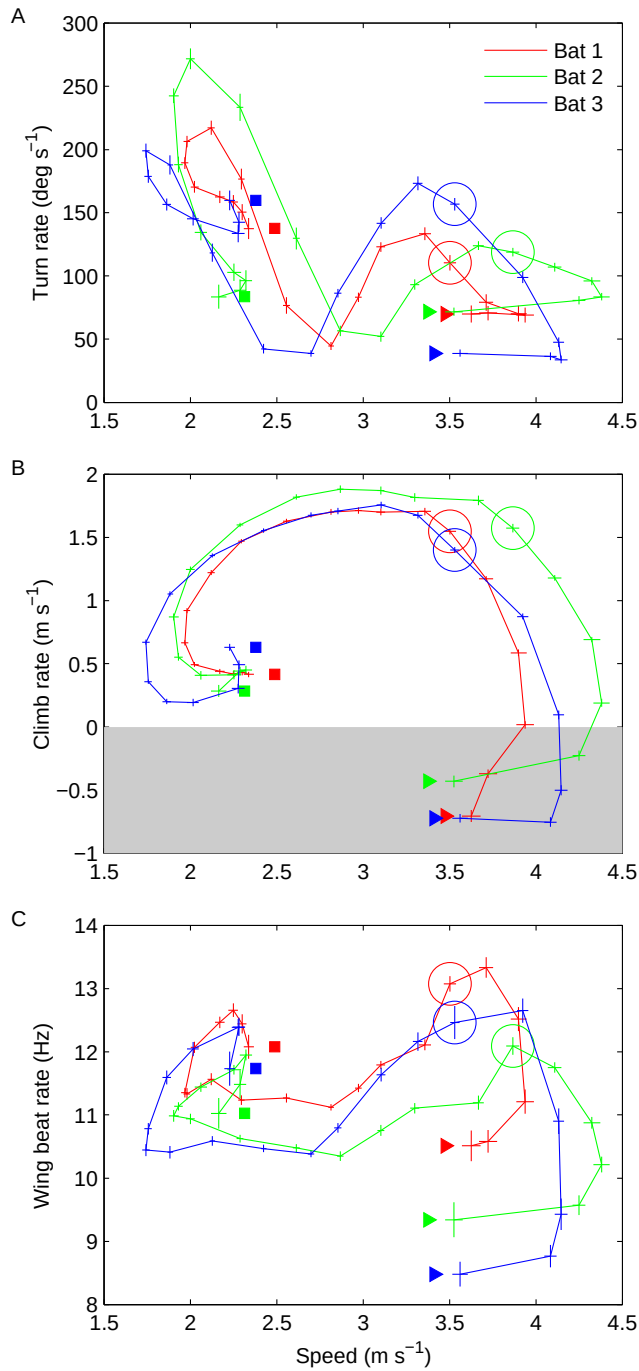 A
300
250
200
150
100
50
0
Turn rate (deg s⁻¹)
Bat 1
Bat 2
Bat 3
1.5 2 2.5 3 3.5 4 4.5
B
2
1.5
1
0.5
0
−0.5
−1
Climb rate (m s⁻¹)
1.5 2 2.5 3 3.5 4 4.5
C
14
13
12
11
10
9
8
Wing beat rate (Hz)
1.5 2 2.5 3 3.5 4 4.5
Speed (m s⁻¹)